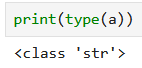 print(type(a))
<class 'str'>